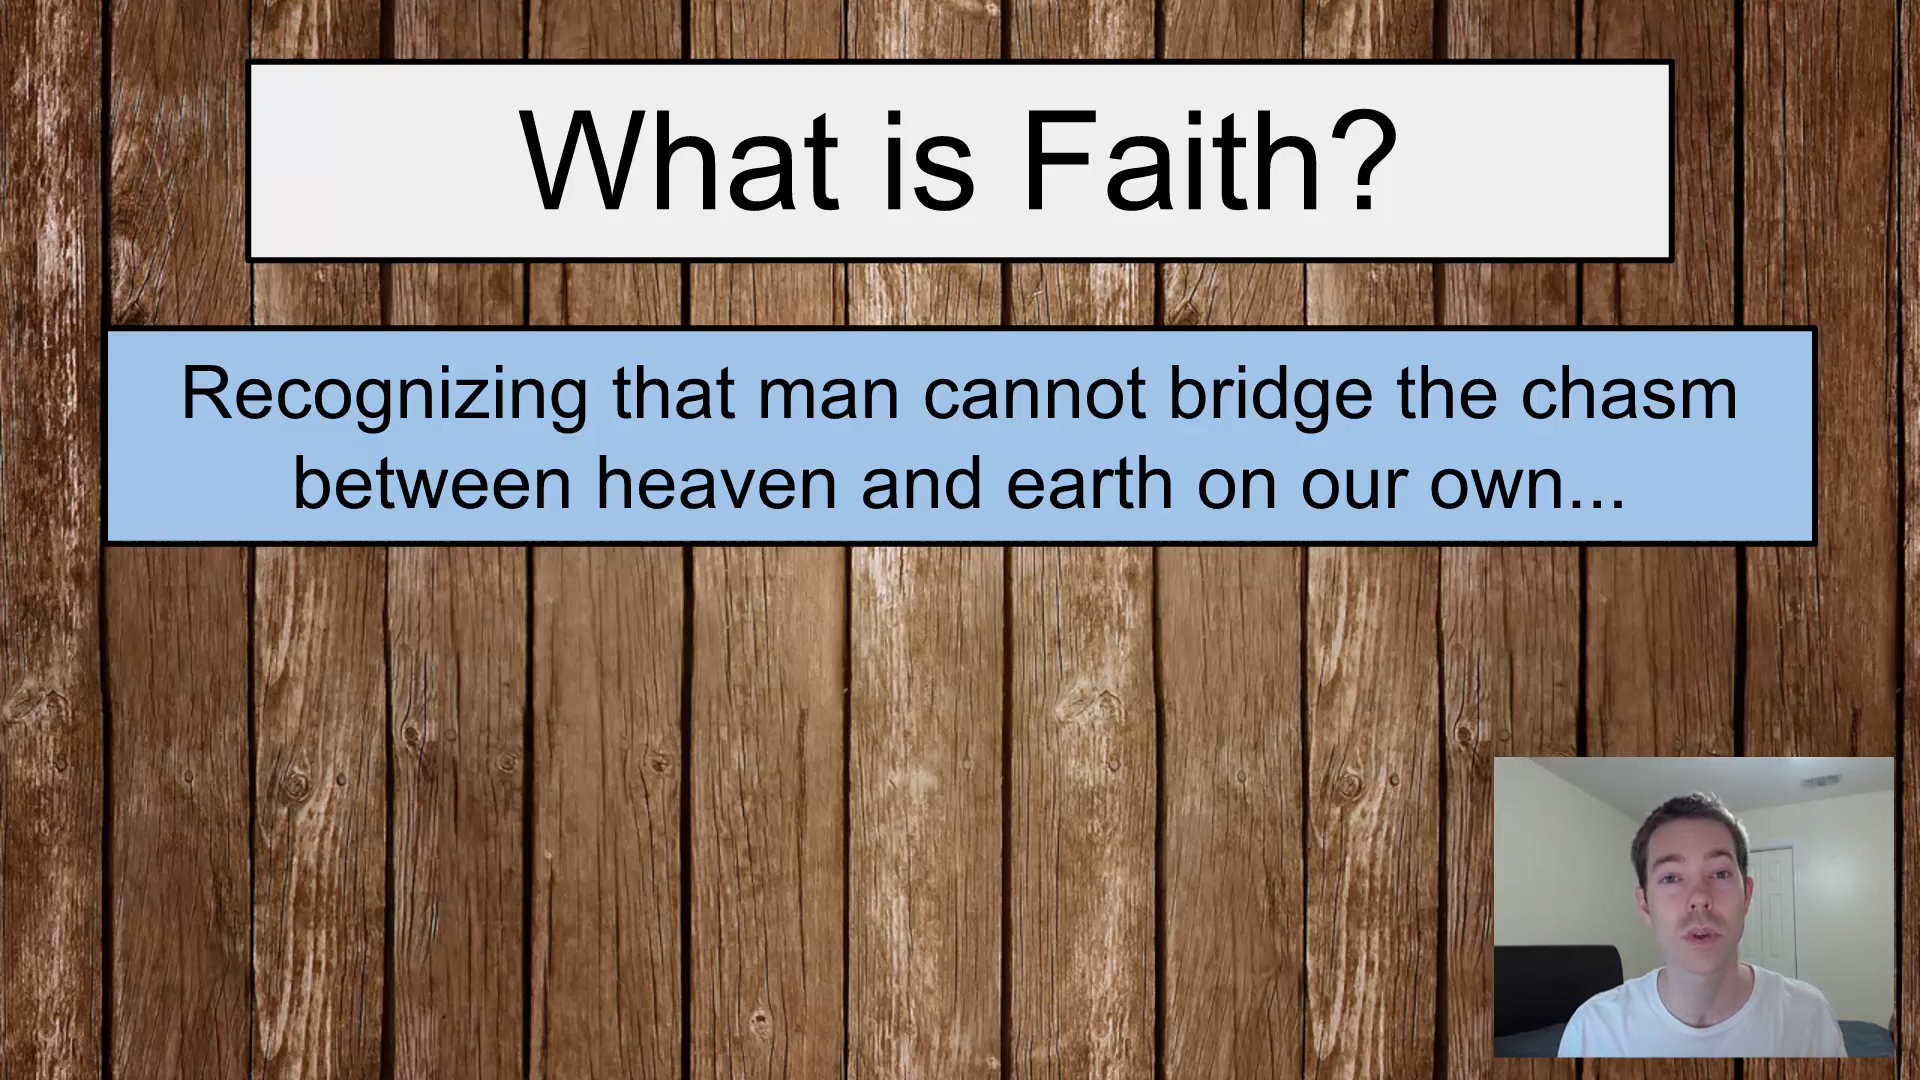 What is Faith?
Recognizing that man cannot bridge the chasm
between heaven and earth on our own...